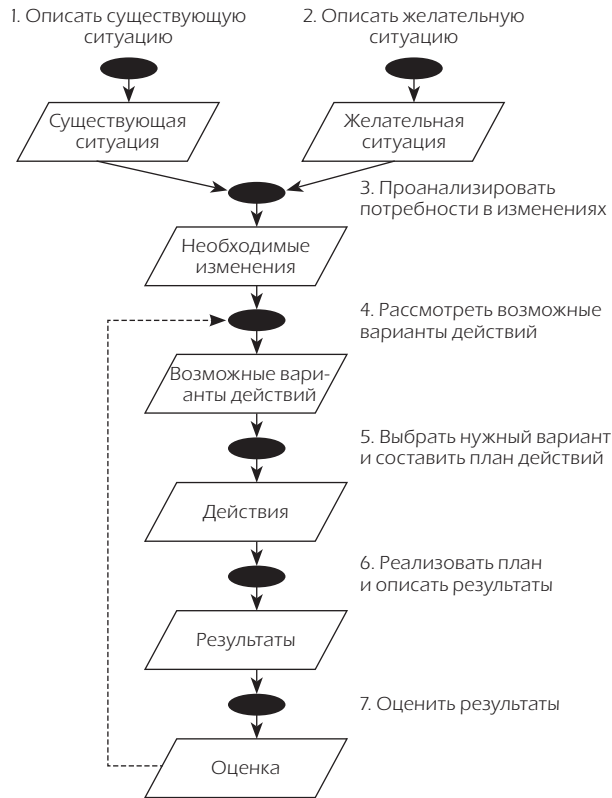 1. Описать существующую
ситуацию
2. Описать желательную
ситуацию
Существующая
ситуация
Желательная
ситуация
3. Проанализировать
потребности в изменениях
Необходимые
изменения
4. Рассмотреть возможные
варианты действий
Возможные вари-
анты действий
5. Выбрать нужный вариант
и составить план действий
Действия
6. Реализовать план
и описать результаты
Результаты
7. Оценить результаты
Оценка